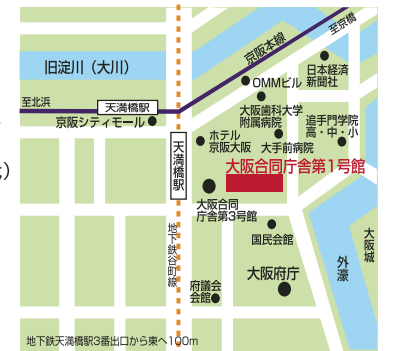 至京橋
京阪本線
旧淀川（大川）
日本経済
新聞社
OMMビル
至北浜
天満橋駅
大阪歯科大学
附属病院
追手門学院
高・中・小
京阪シティモール
ホテル
京阪大阪
大手前病院
天満橋駅
大阪合同庁舎第1号館
大阪合同
庁舎第3号館
地下鉄谷町線
国民会館
大阪城
外濠
大阪府庁
府議会
会館
地下鉄天満橋駅3番出口から東へ100m